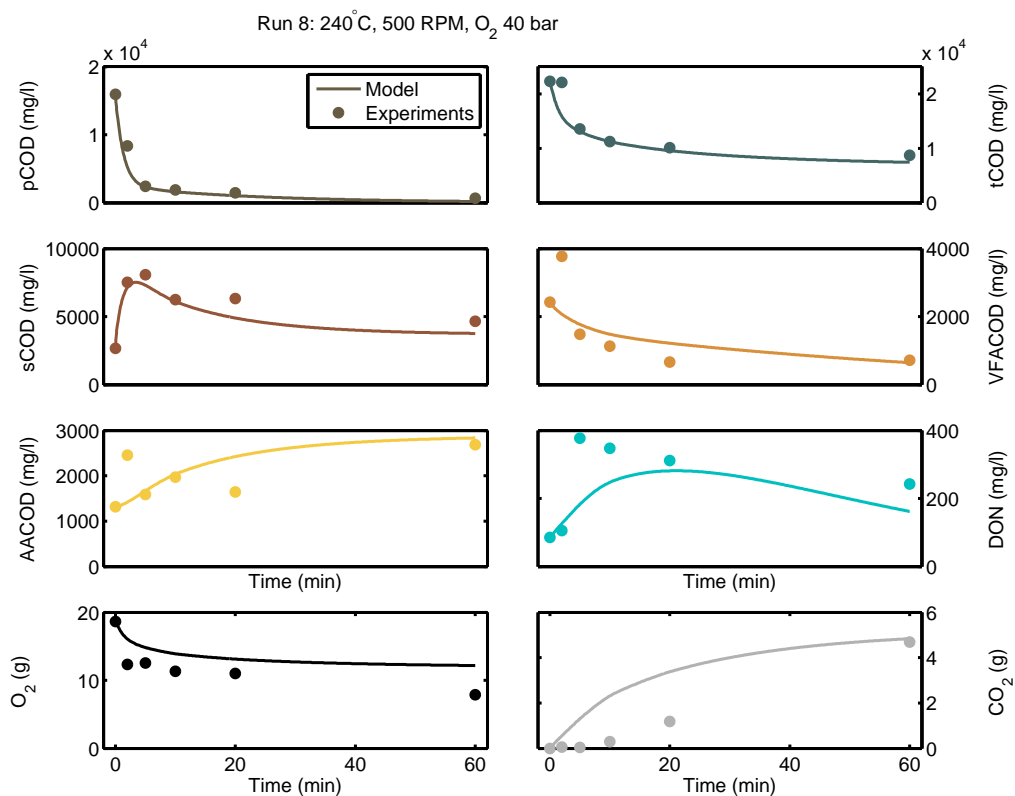 Run 8: 240°C, 500 RPM, O2 40 bar
x 10^4
2
1
0
pCOD (mg/l)
Model
Experiments
x 10^4
2
1
0
tCOD (mg/l)
10000
5000
0
sCOD (mg/l)
4000
2000
0
VFACOD (mg/l)
3000
2000
1000
0
AACOD (mg/l)
Time (min)
400
200
0
DON (mg/l)
Time (min)
20
10
0
O2 (g)
0 20 40 60
Time (min)
6
4
2
0
CO2 (g)
0 20 40 60
Time (min)